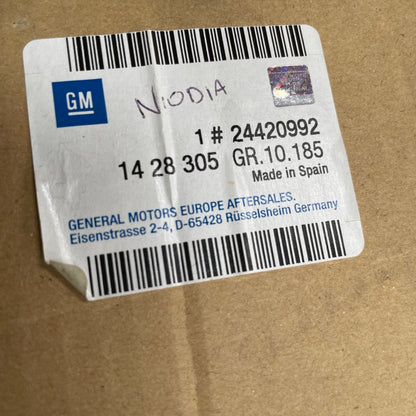 GM
NIODIA
1 # 24420992
14 28 305 GR.10.185
Made in Spain
GENERAL MOTORS EUROPE AFTERSALES.
Eisenstrasse 2-4, D-65428 Rüsselsheim Germany